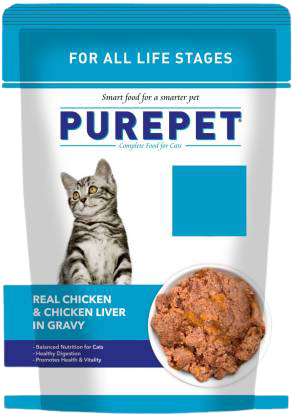 FOR ALL LIFE STAGES
Smart food for a smarter pet
PUREPET®
Complete Food for Cats
REAL CHICKEN
& CHICKEN LIVER
IN GRAVY
- Balanced Nutrition for Cats
- Healthy Digestion
- Promotes Health & Vitality